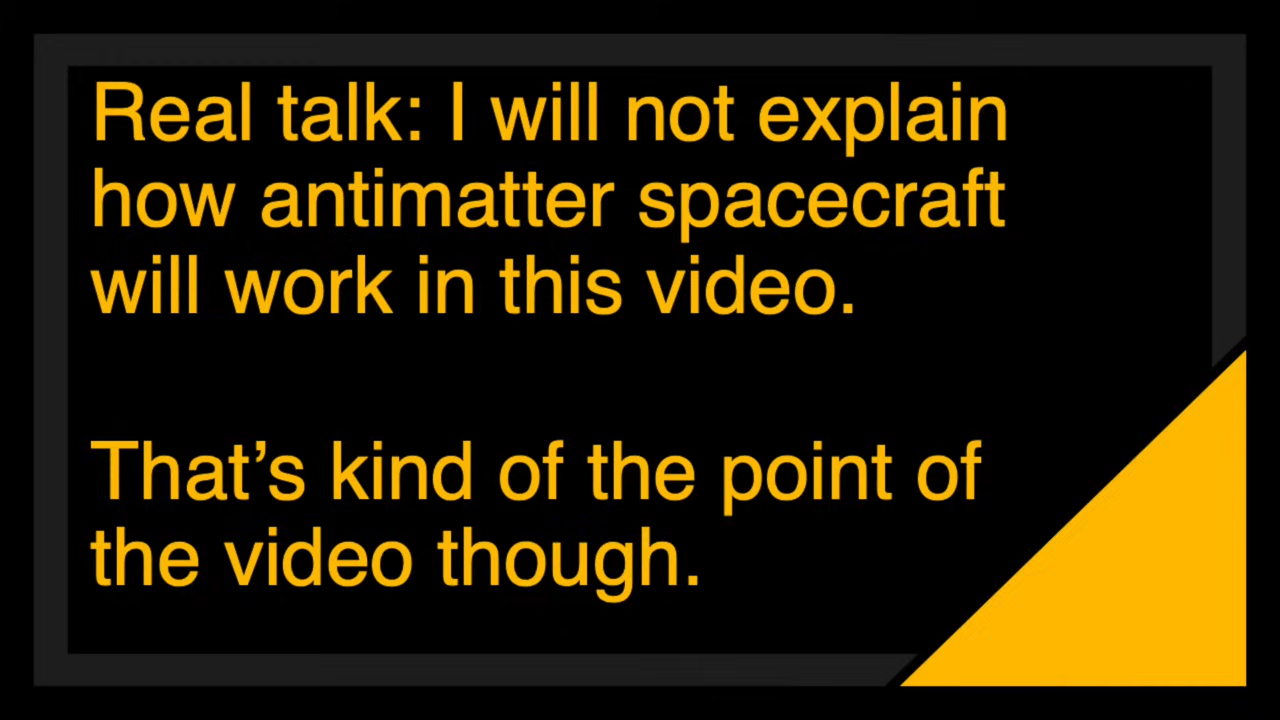 Real talk: I will not explain
how antimatter spacecraft
will work in this video.
That’s kind of the point of
the video though.